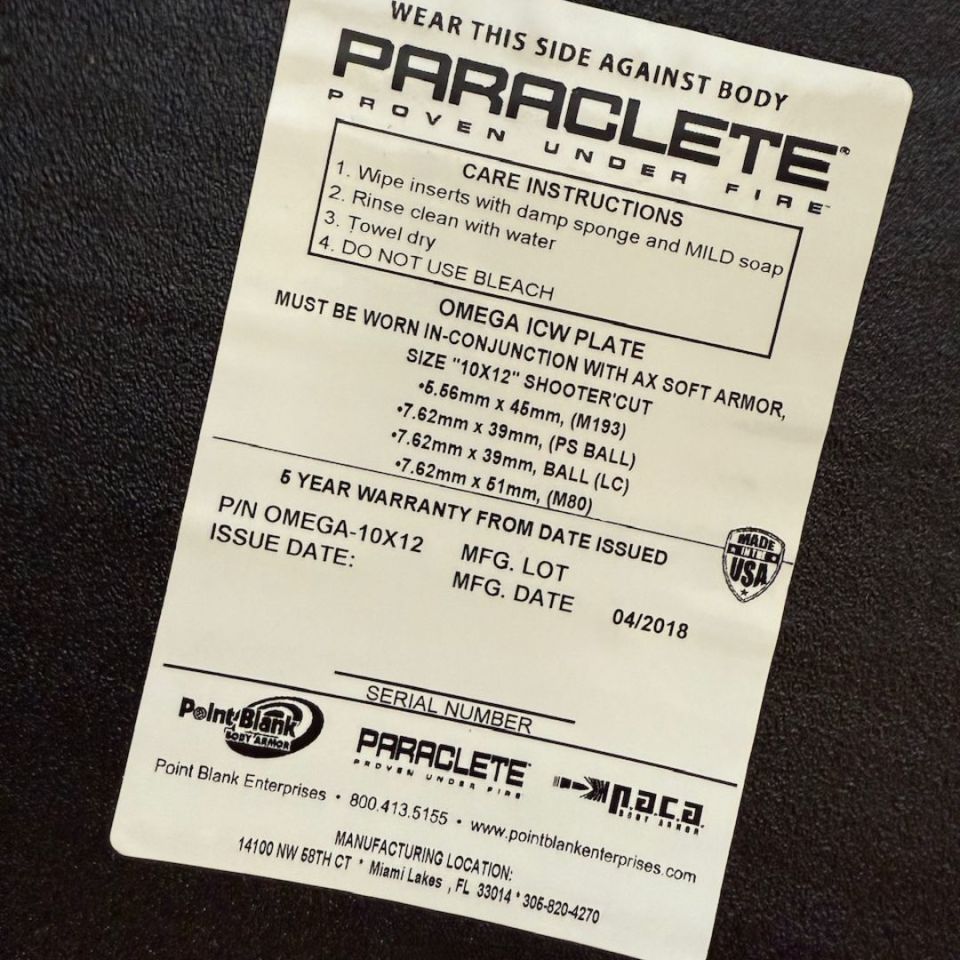 WEAR THIS SIDE AGAINST BODY
PARACLETE®
PROVEN UNDER FIRE™
CARE INSTRUCTIONS
1. Wipe inserts with damp sponge and MILD soap
2. Rinse clean with water
3. Towel dry
4. DO NOT USE BLEACH
OMEGA ICW PLATE
MUST BE WORN IN-CONJUNCTION WITH AX SOFT ARMOR,
SIZE "10X12" SHOOTER'CUT
•5.56mm x 45mm, (M193)
•7.62mm x 39mm, (PS BALL)
•7.62mm x 39mm, BALL (LC)
•7.62mm x 51mm, (M80)
5 YEAR WARRANTY FROM DATE ISSUED
P/N OMEGA-10X12 MFG. LOT
ISSUE DATE: MFG. DATE 04/2018
MADE
IN THE
USA
SERIAL NUMBER
Point Blank
BODY ARMOR
PARACLETE
PROVEN UNDER FIRE
p.a.c.a.
BODY ARMOR
Point Blank Enterprises • 800.413.5155 • www.pointblankenterprises.com
MANUFACTURING LOCATION:
14100 NW 58TH CT * Miami Lakes , FL 33014 * 305-820-4270